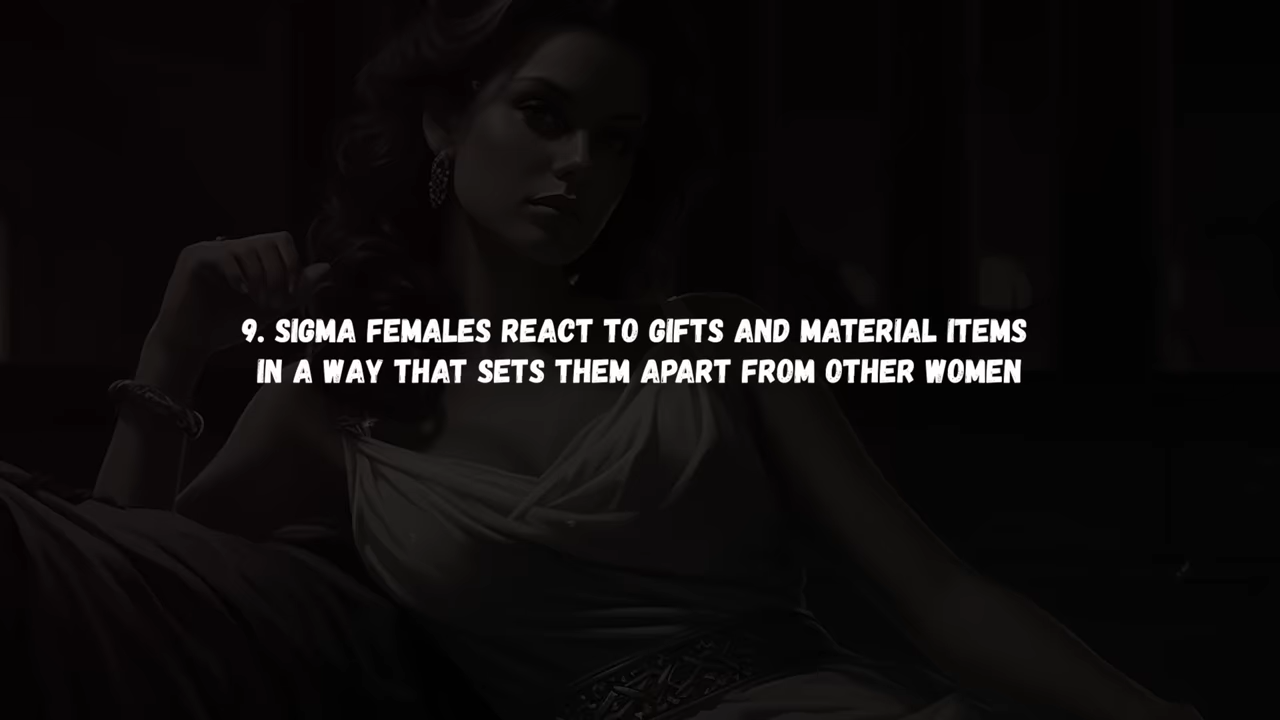 9. SIGMA FEMALES REACT TO GIFTS AND MATERIAL ITEMS
IN A WAY THAT SETS THEM APART FROM OTHER WOMEN